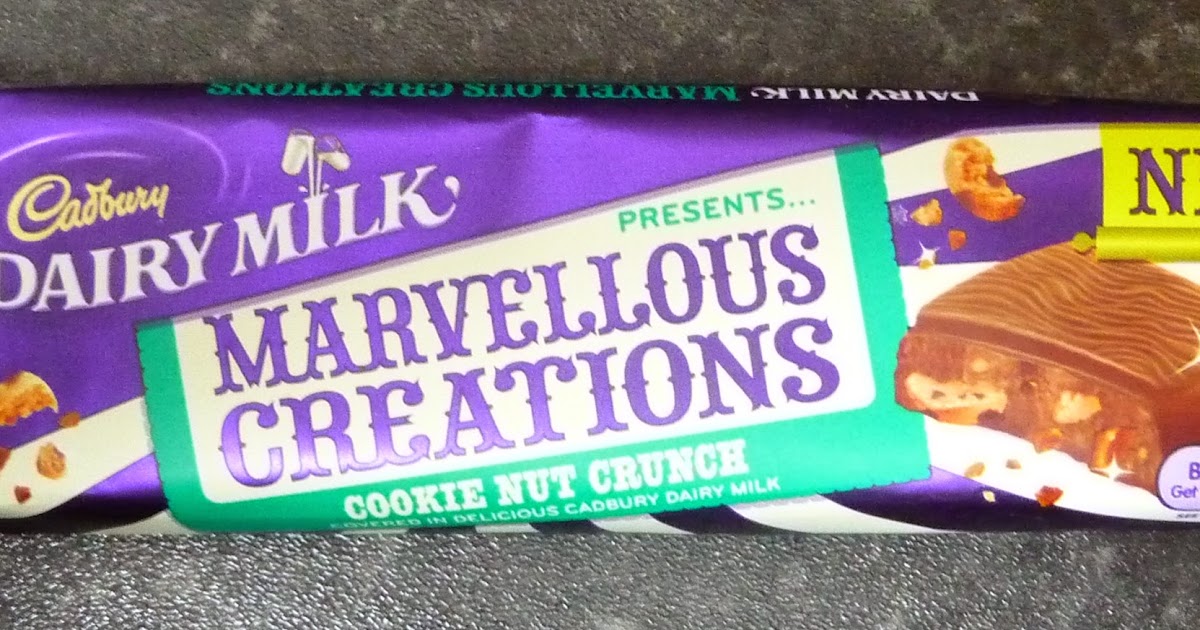 DAIRY MILK MARVELLOUS CREATIONS
Cadbury
DAIRY MILK
PRESENTS...
MARVELLOUS
CREATIONS
COOKIE NUT CRUNCH
COVERED IN DELICIOUS CADBURY DAIRY MILK
Get